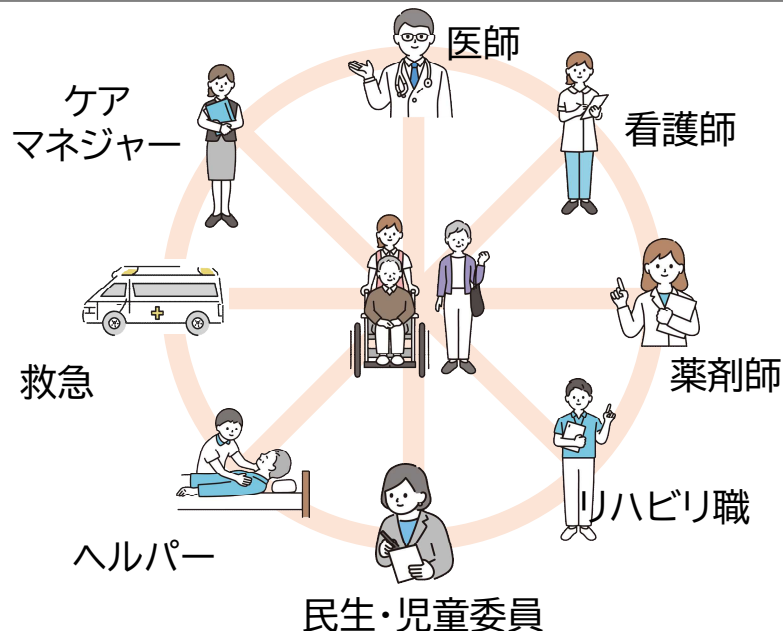 医師
ケア
マネジャー
看護師
薬剤師
救急
リハビリ職
ヘルパー
民生・児童委員